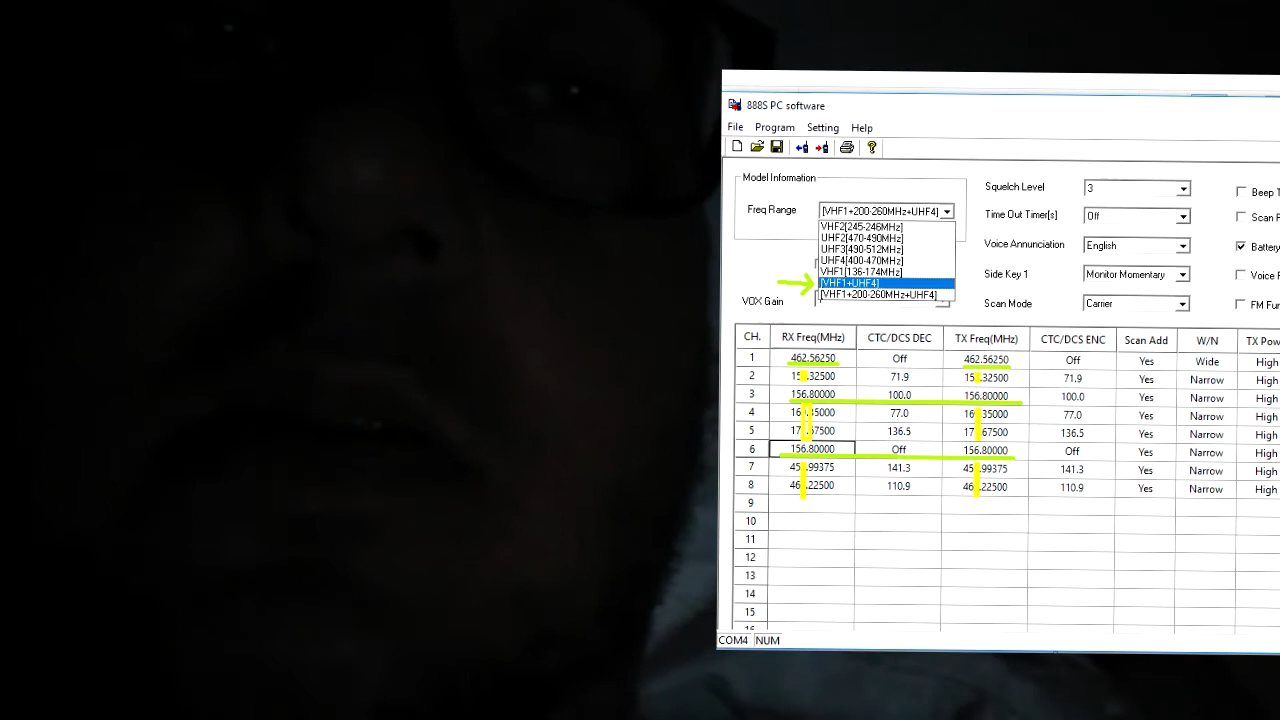 888S PC software
File Program Setting Help
Model Information
Freq Range [VHF1+200-260MHz+UHF4]
VHF2[245-246MHz]
UHF2[470-490MHz]
UHF3[490-512MHz]
UHF4[400-470MHz]
VHF1[136-174MHz]
[VHF1+UHF4]
[VHF1+200-260MHz+UHF4]
VOX Gain
Squelch Level 3
Time Out Timer[s] Off
Voice Annunciation English
Side Key 1 Monitor Momentary
Scan Mode Carrier
Beep
Scan
Battery
Voice
FM
CH. RX Freq(MHz) CTC/DCS DEC TX Freq(MHz) CTC/DCS ENC Scan Add W/N TX
1 462.56250 Off 462.56250 Off Yes Wide High
2 71.9 71.9 Yes Narrow High
3 156.80000 100.0 156.80000 100.0 Yes Narrow High
4 77.0 77.0 Yes Narrow High
5 136.5 136.5 Yes Narrow High
6 156.80000 Off 156.80000 Off Yes Narrow High
7 141.3 141.3 Yes Narrow High
8 110.9 110.9 Yes Narrow High
9
10
11
12
13
14
15
COM4 NUM